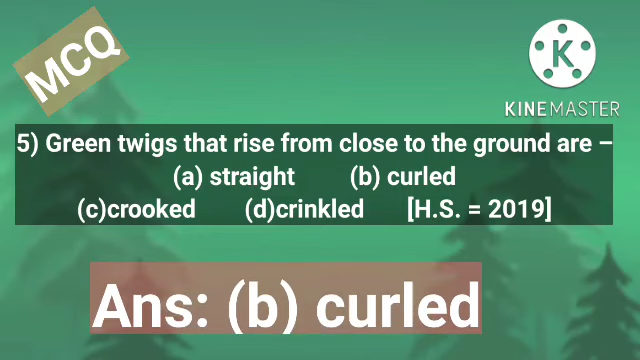 MCQ
KINEMASTER
5) Green twigs that rise from close to the ground are –
(a) straight (b) curled
(c)crooked (d)crinkled [H.S. = 2019]
Ans: (b) curled